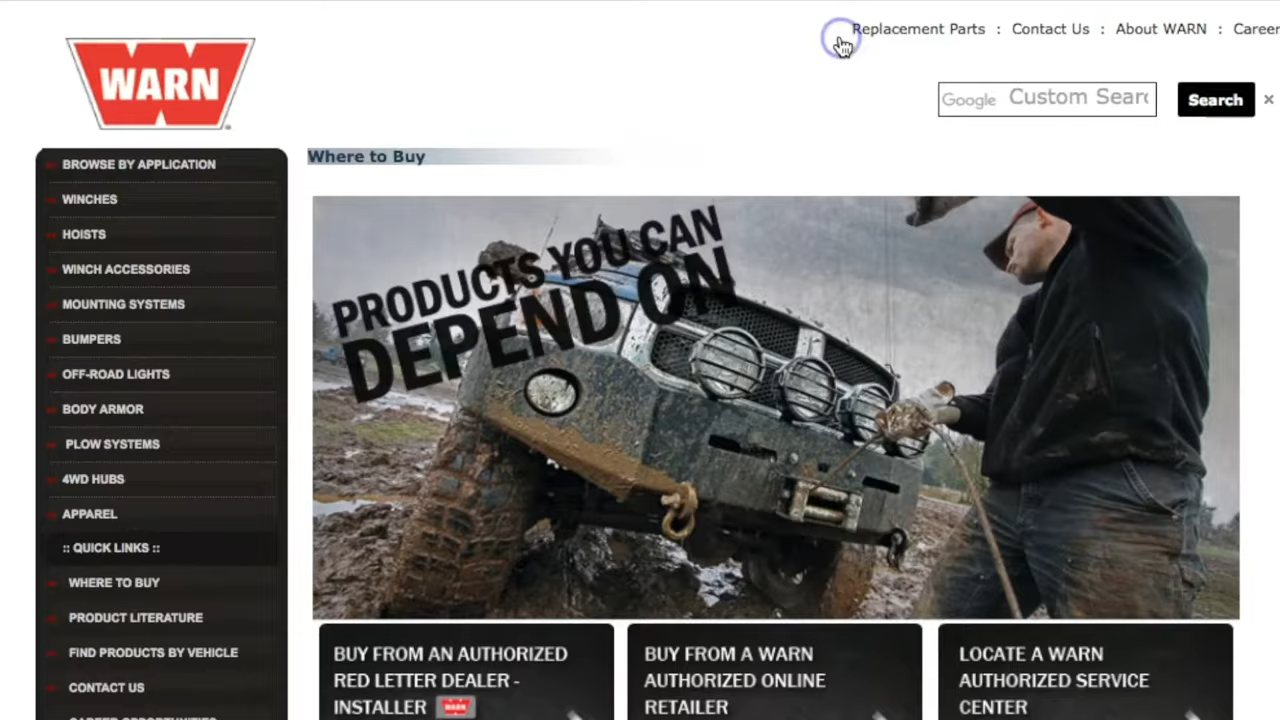 Replacement Parts : Contact Us : About WARN : Career
WARN
Google Custom Searc
Search ×
BROWSE BY APPLICATION
WINCHES
HOISTS
WINCH ACCESSORIES
MOUNTING SYSTEMS
BUMPERS
OFF-ROAD LIGHTS
BODY ARMOR
PLOW SYSTEMS
4WD HUBS
APPAREL
:: QUICK LINKS ::
WHERE TO BUY
PRODUCT LITERATURE
FIND PRODUCTS BY VEHICLE
CONTACT US
CAREER OPPORTUNITIES
Where to Buy
PRODUCTS YOU CAN
DEPEND ON
BUY FROM AN AUTHORIZED
RED LETTER DEALER -
INSTALLER WARN
BUY FROM A WARN
AUTHORIZED ONLINE
RETAILER
LOCATE A WARN
AUTHORIZED SERVICE
CENTER